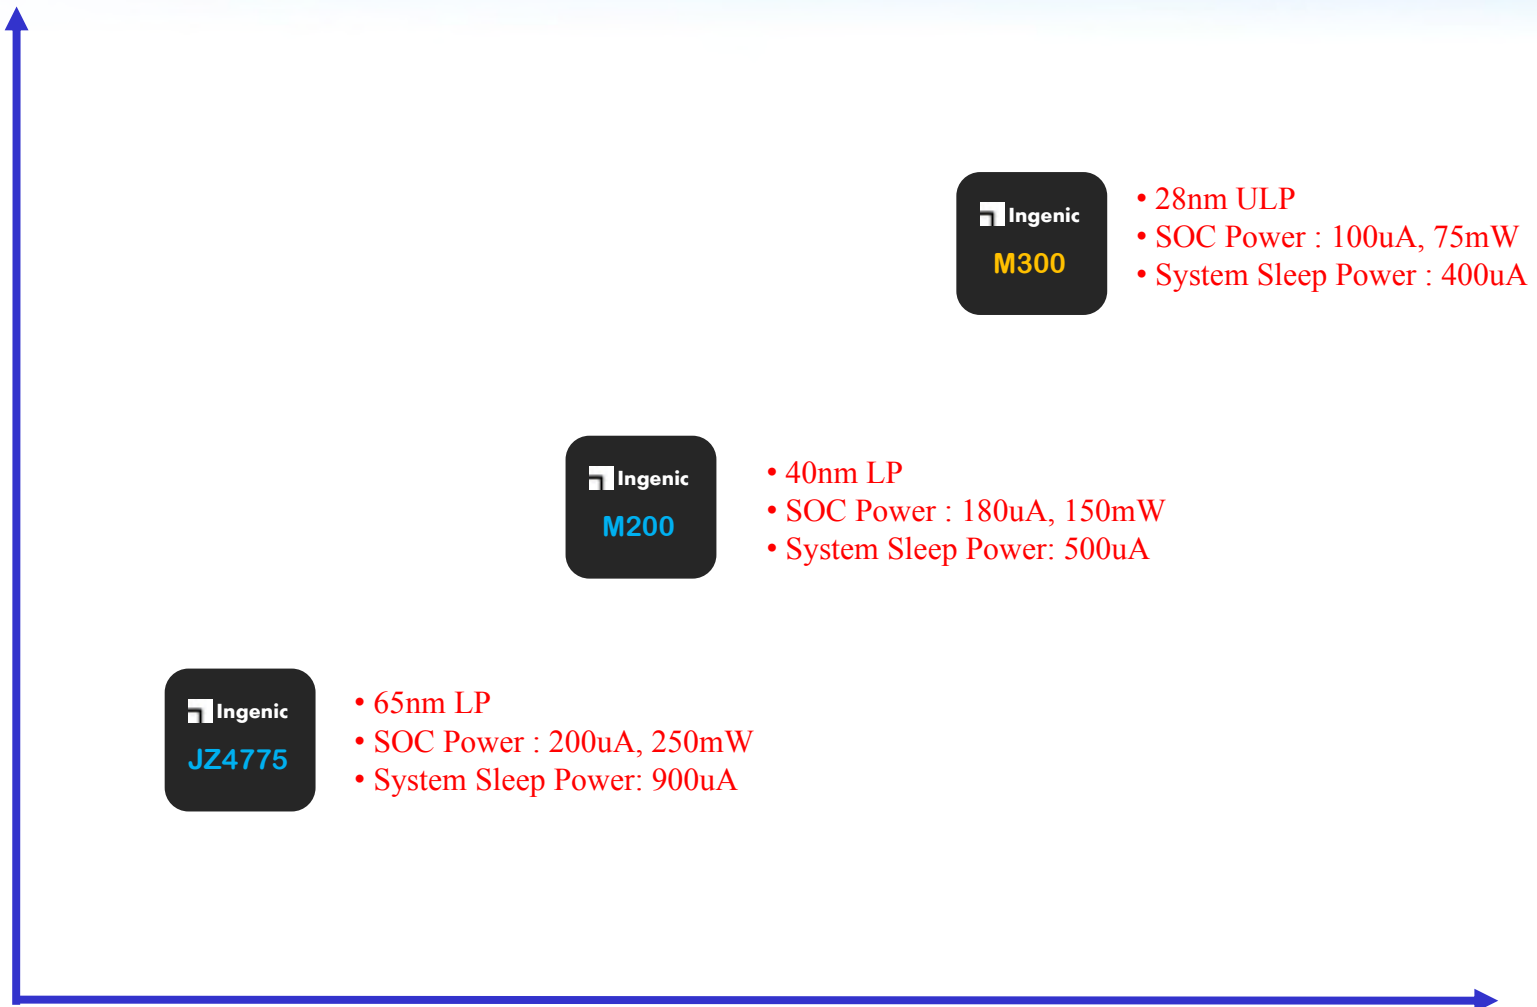 Ingenic
M300
• 28nm ULP
• SOC Power : 100uA, 75mW
• System Sleep Power : 400uA
Ingenic
M200
• 40nm LP
• SOC Power : 180uA, 150mW
• System Sleep Power: 500uA
Ingenic
JZ4775
• 65nm LP
• SOC Power : 200uA, 250mW
• System Sleep Power: 900uA